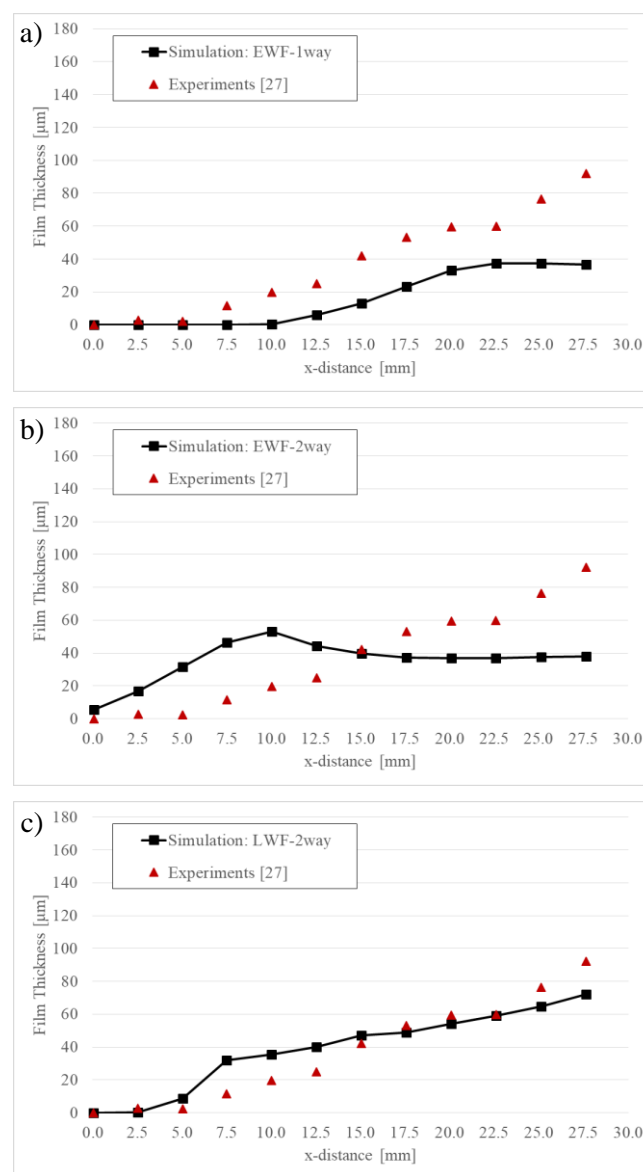 a)
180
160
140
120
100
80
60
40
20
0
Film Thickness [µm]
Simulation: EWF-1way
Experiments [27]
0.0 2.5 5.0 7.5 10.0 12.5 15.0 17.5 20.0 22.5 25.0 27.5 30.0
x-distance [mm]
b)
180
160
140
120
100
80
60
40
20
0
Film Thickness [µm]
Simulation: EWF-2way
Experiments [27]
0.0 2.5 5.0 7.5 10.0 12.5 15.0 17.5 20.0 22.5 25.0 27.5 30.0
x-distance [mm]
c)
180
160
140
120
100
80
60
40
20
0
Film Thickness [µm]
Simulation: LWF-2way
Experiments [27]
0.0 2.5 5.0 7.5 10.0 12.5 15.0 17.5 20.0 22.5 25.0 27.5 30.0
x-distance [mm]